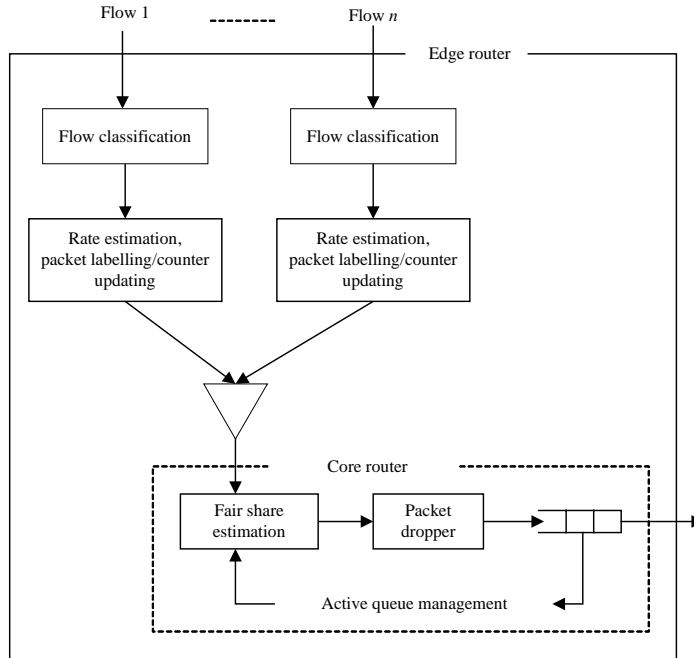 Flow 1
Flow n
Edge router
Flow classification
Flow classification
Rate estimation,
packet labelling/counter
updating
Rate estimation,
packet labelling/counter
updating
Core router
Fair share
estimation
Packet
dropper
Active queue management